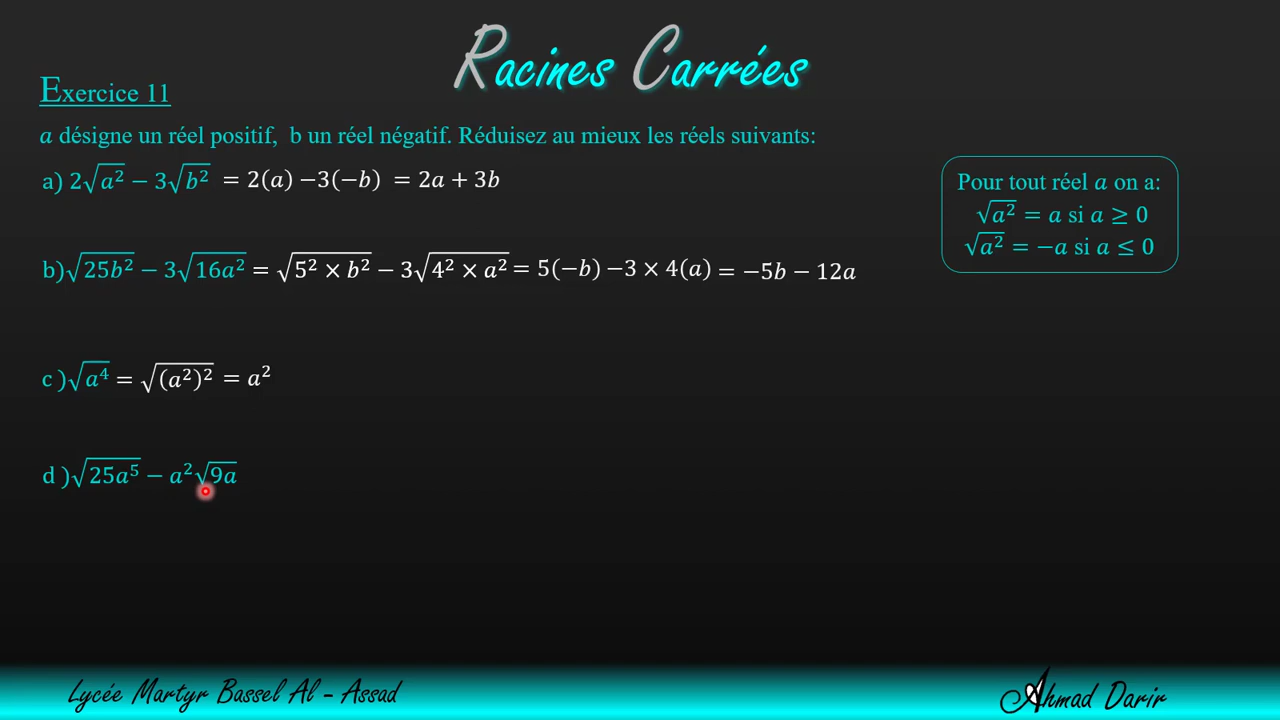 Racines Carrées
Exercice 11
a désigne un réel positif, b un réel négatif. Réduisez au mieux les réels suivants:
a) 2√a² − 3√b² = 2(a) −3(−b) = 2a + 3b
Pour tout réel a on a:
√a² = a si a ≥ 0
√a² = −a si a ≤ 0
b)√25b² − 3√16a² = √5² × b² − 3√4² × a² = 5(−b) −3 × 4(a) = −5b − 12a
c )√a⁴ = √(a²)² = a²
d )√25a⁵ − a²√9a
Lycée Martyr Bassel Al - Assad
Ahmad Darir